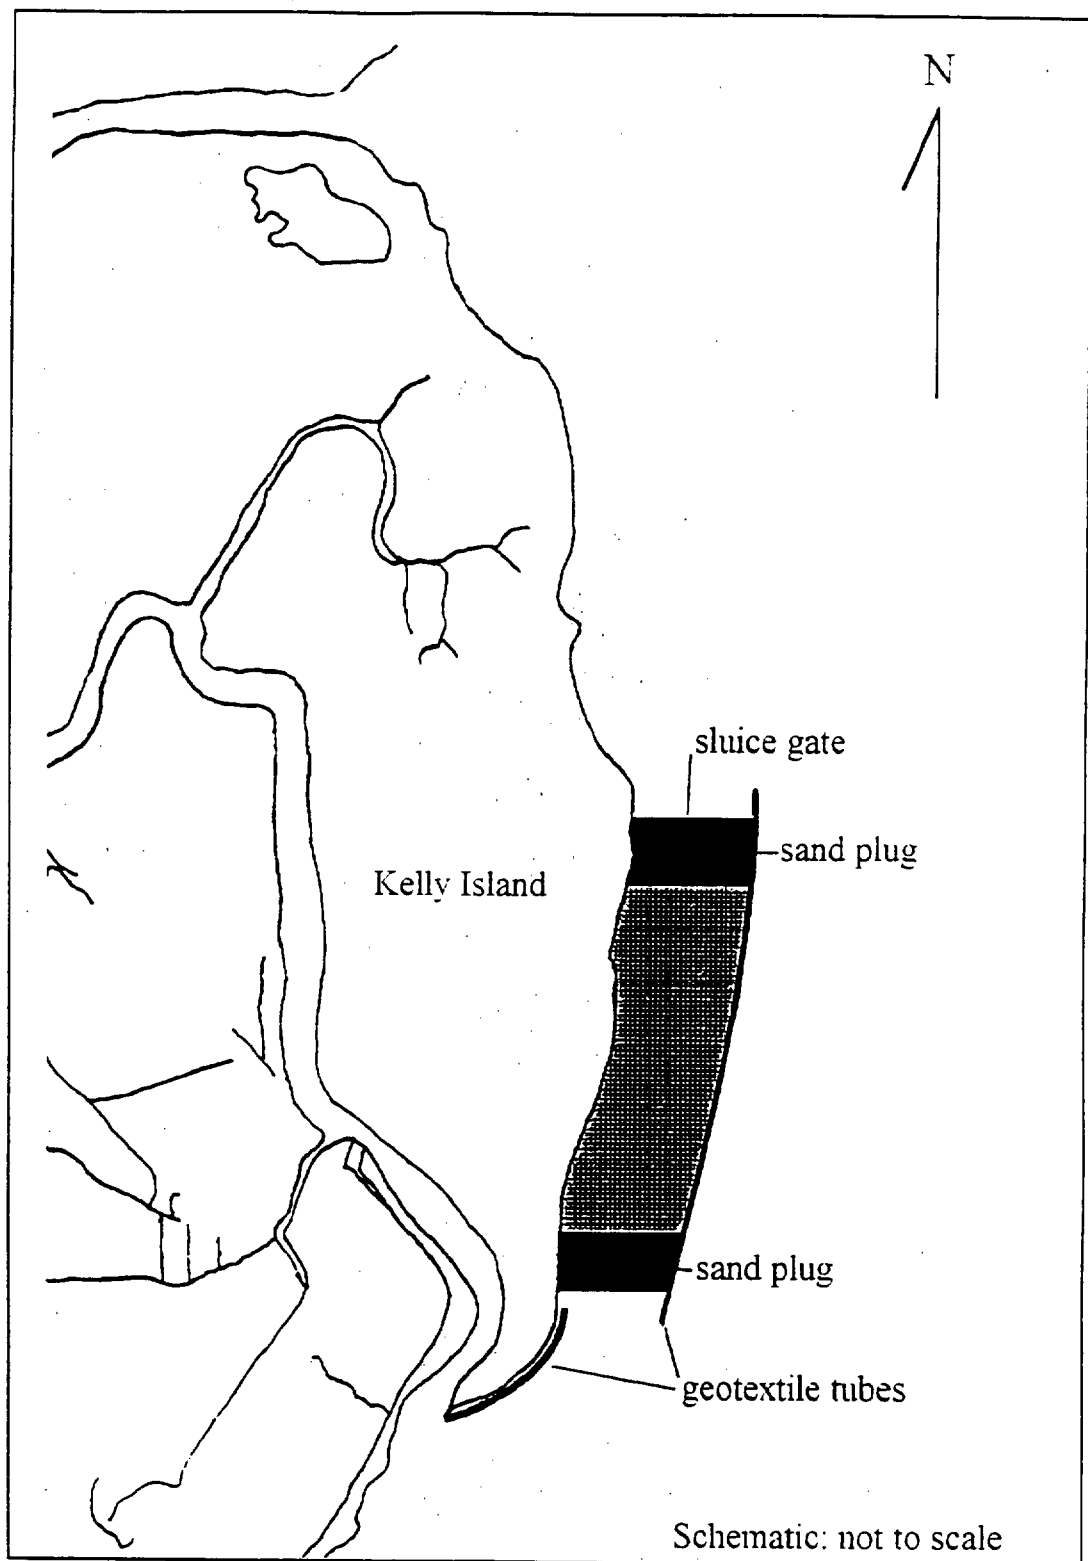 N
sluice gate
sand plug
Kelly Island
sand plug
geotextile tubes
Schematic: not to scale